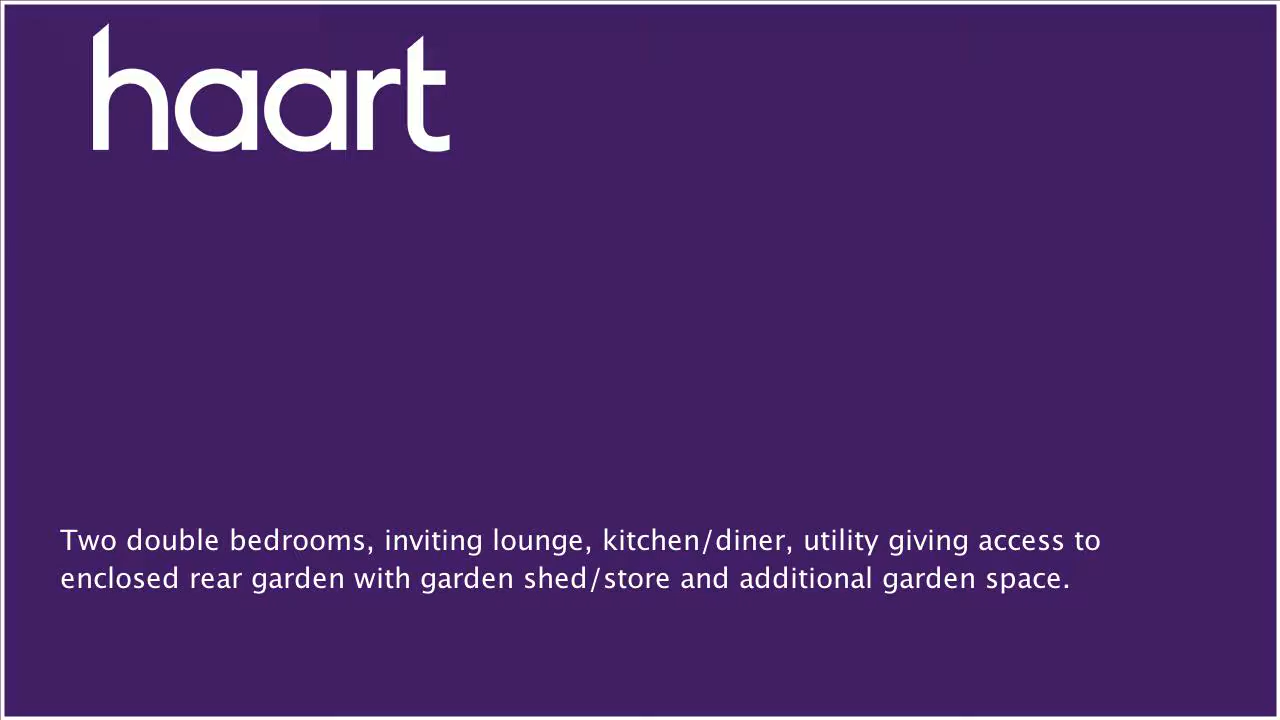 haart
Two double bedrooms, inviting lounge, kitchen/diner, utility giving access to
enclosed rear garden with garden shed/store and additional garden space.